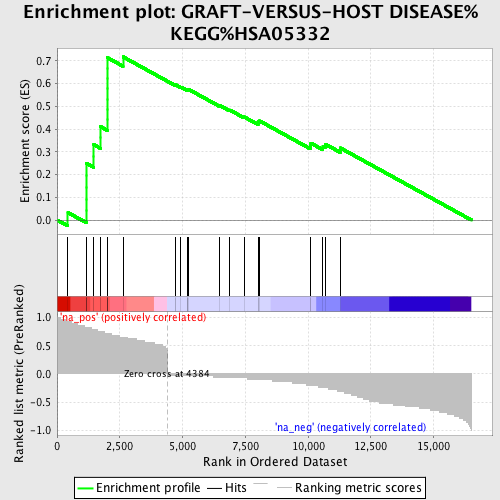 Enrichment plot: GRAFT-VERSUS-HOST DISEASE%
KEGG%HSA05332
Enrichment score (ES)
0.7
0.6
0.5
0.4
0.3
0.2
0.1
0.0
'na_pos' (positively correlated)
Ranked list metric (PreRanked)
1.0
0.5
0.0
-0.5
-1.0
Zero cross at 4384
'na_neg' (negatively correlated)
0 2,500 5,000 7,500 10,000 12,500 15,000
Rank in Ordered Dataset
Enrichment profile Hits Ranking metric scores